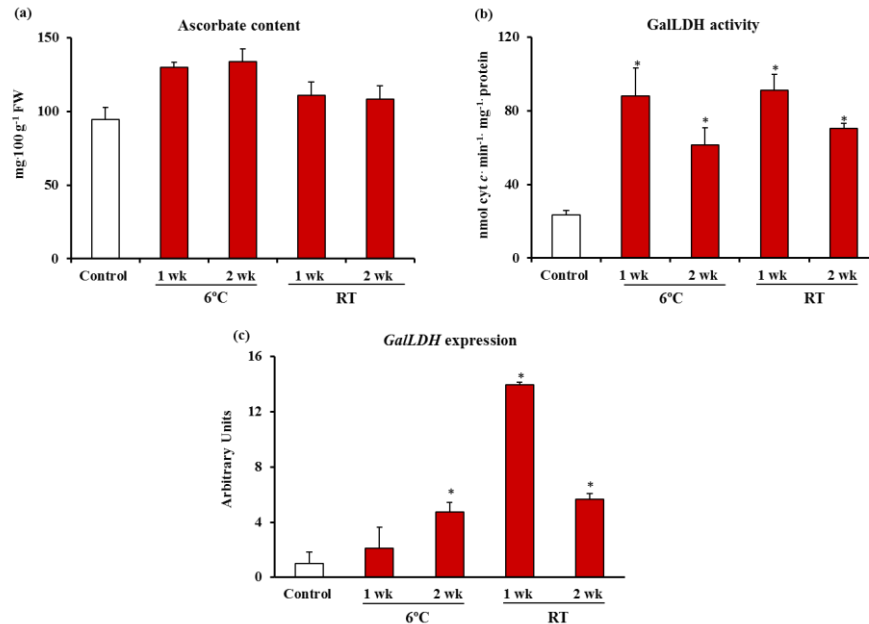 (a)
Ascorbate content
150
100
50
0
mg·100 g⁻¹ FW
Control 1 wk 2 wk 1 wk 2 wk
6ºC RT
(b)
GalLDH activity
120
80
40
0
nmol cyt c· min⁻¹· mg⁻¹· protein
* * * *
Control 1 wk 2 wk 1 wk 2 wk
6ºC RT
(c)
GalLDH expression
16
12
8
4
0
Arbitrary Units
* * *
Control 1 wk 2 wk 1 wk 2 wk
6ºC RT